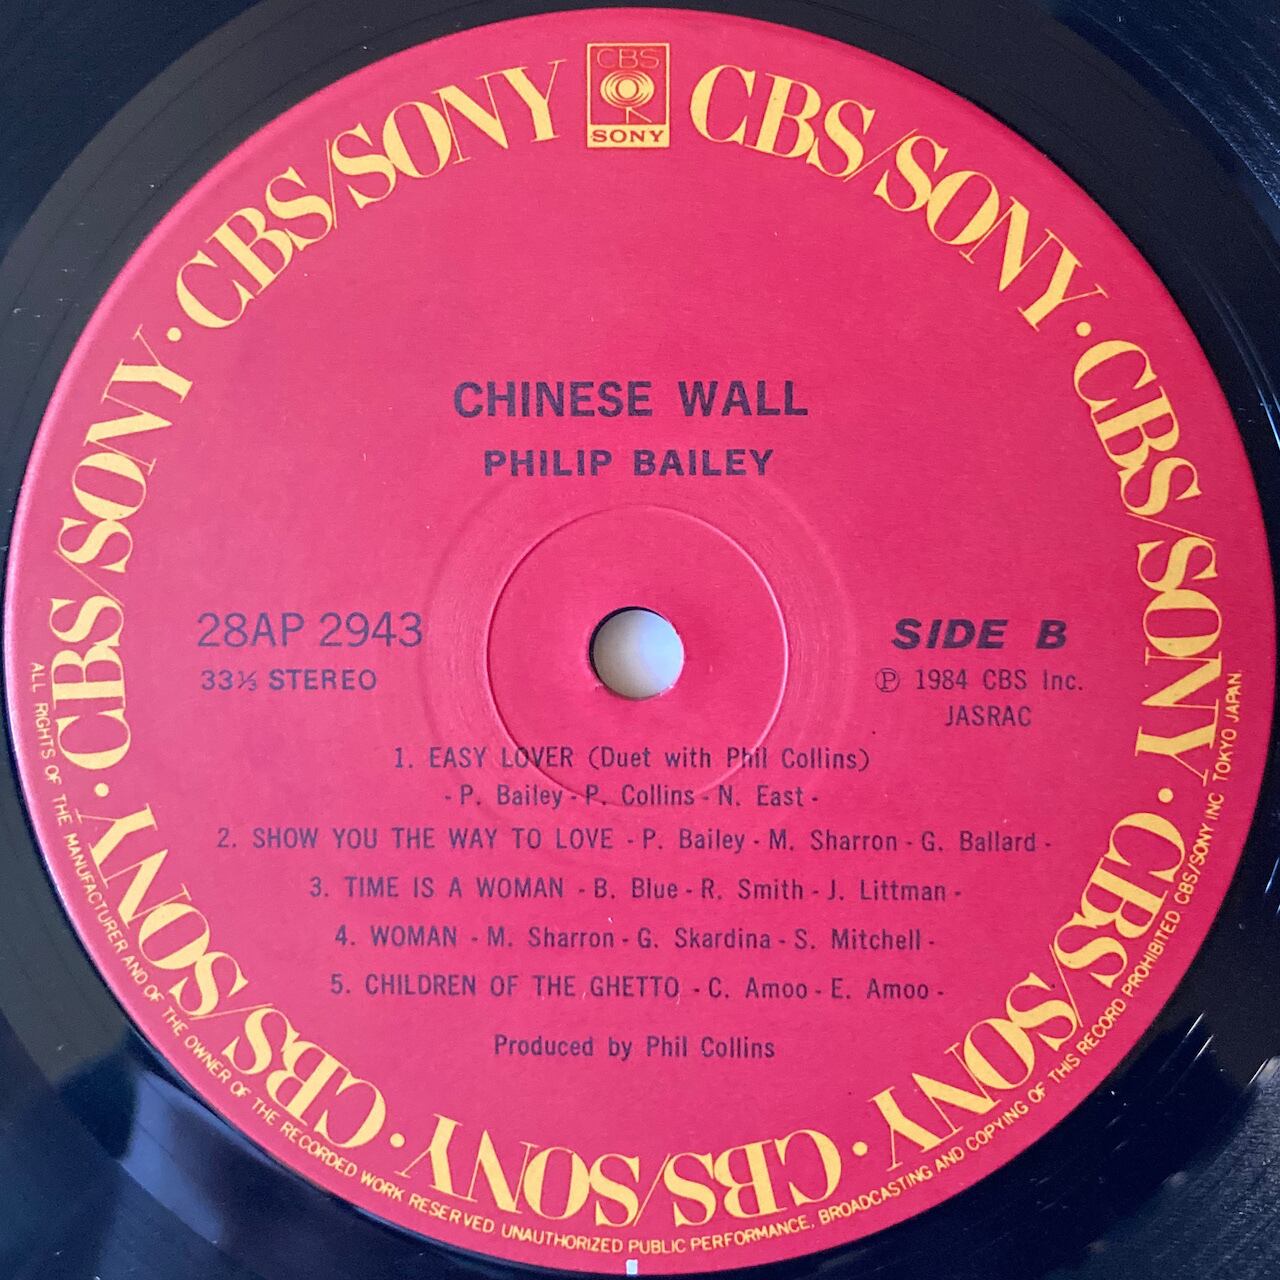 CBS
SONY
CBS/SONY · CBS/SONY · CBS/SONY · CBS/SONY · CBS/SONY · CBS/SONY · CBS/SONY · CBS/SONY
CHINESE WALL
PHILIP BAILEY
28AP 2943
33⅓ STEREO
SIDE B
Ⓟ 1984 CBS Inc.
JASRAC
1. EASY LOVER (Duet with Phil Collins)
- P. Bailey - P. Collins - N. East -
2. SHOW YOU THE WAY TO LOVE - P. Bailey - M. Sharron - G. Ballard -
3. TIME IS A WOMAN - B. Blue - R. Smith - J. Littman -
4. WOMAN - M. Sharron - G. Skardina - S. Mitchell -
5. CHILDREN OF THE GHETTO - C. Amoo - E. Amoo -
Produced by Phil Collins
ALL RIGHTS OF THE MANUFACTURER AND OF THE OWNER OF THE RECORDED WORK RESERVED. UNAUTHORIZED PUBLIC PERFORMANCE, BROADCASTING AND COPYING OF THIS RECORD PROHIBITED. CBS/SONY INC. TOKYO JAPAN.